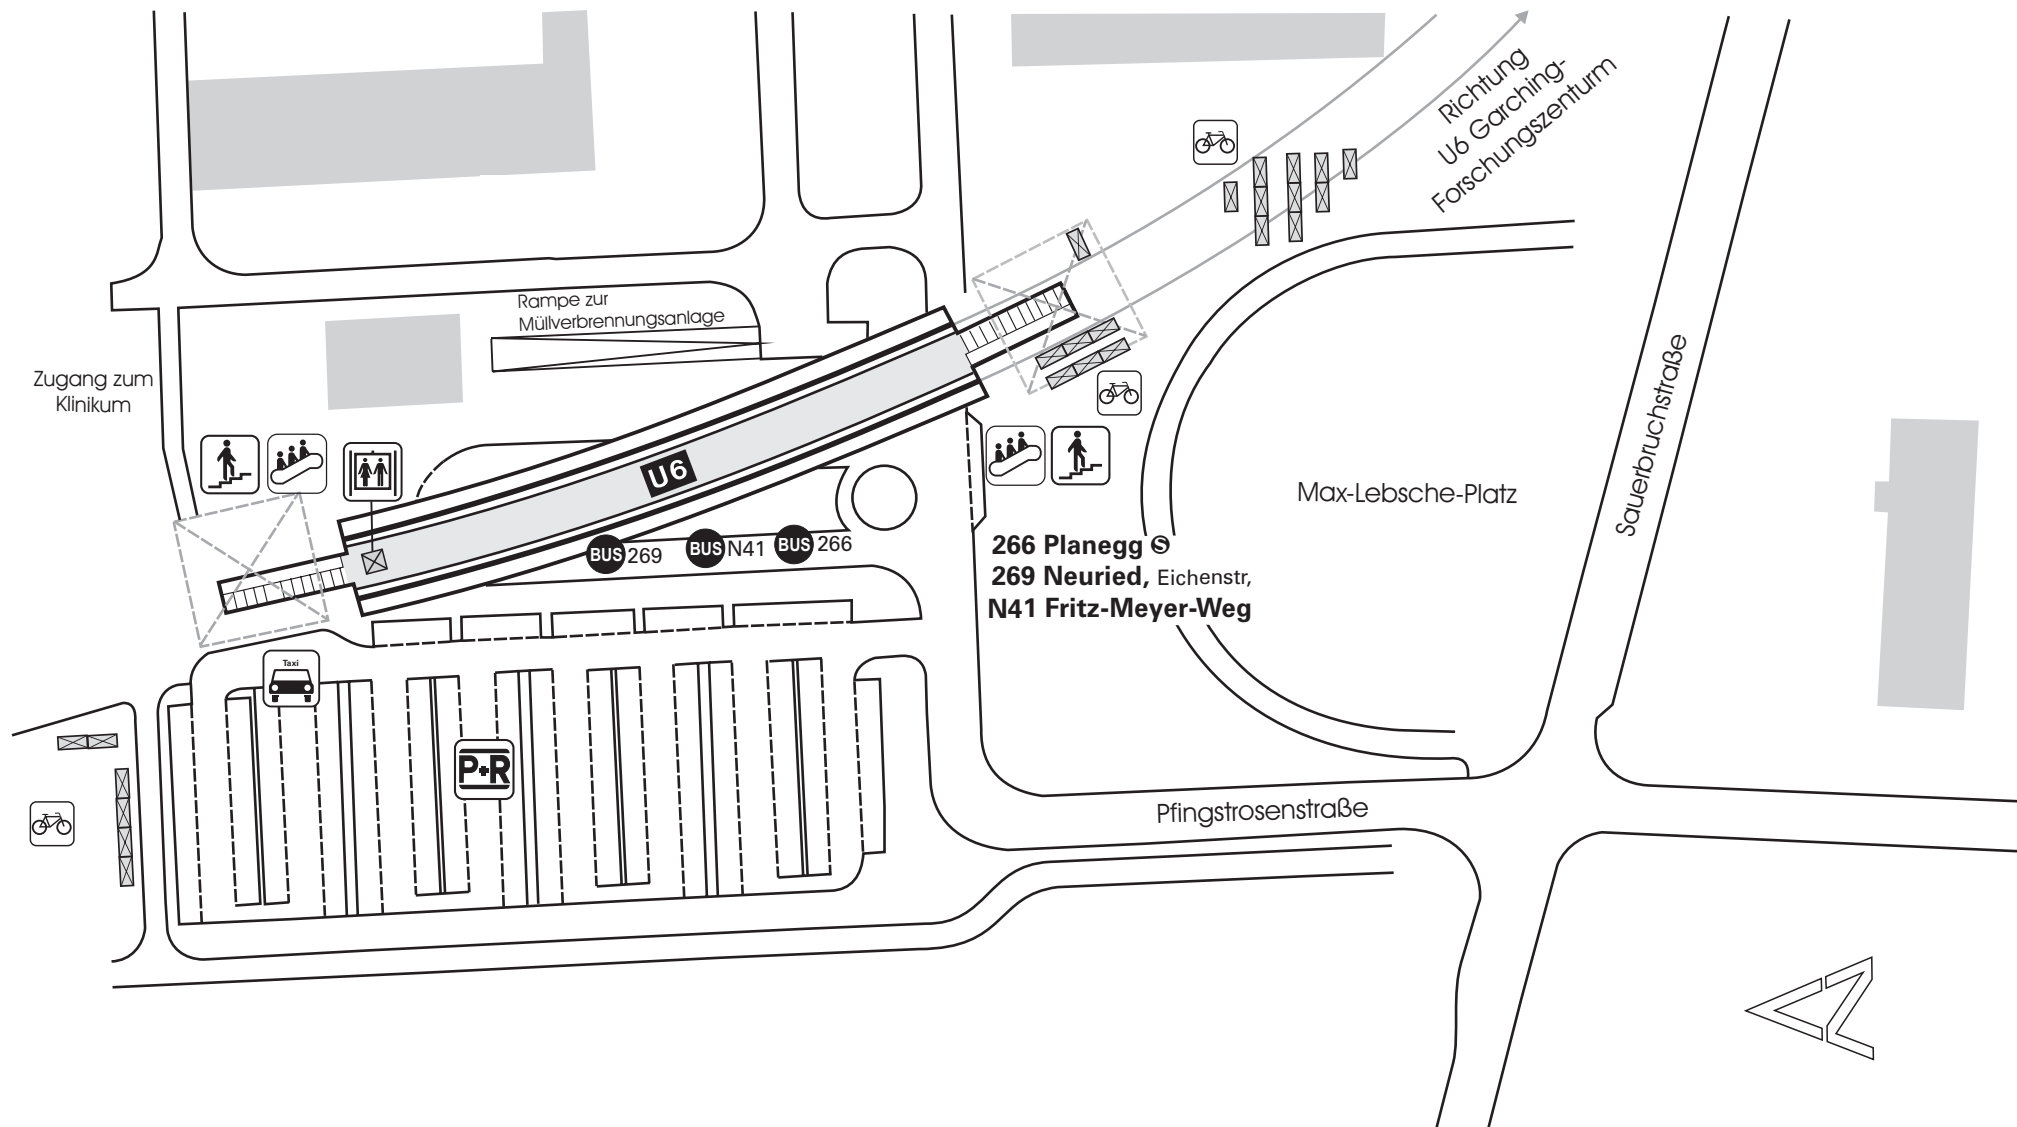 Richtung
U6 Garching-
Forschungszenturm
Rampe zur
Müllverbrennungsanlage
Zugang zum
Klinikum
U6
BUS 269
BUS N41
BUS 266
266 Planegg S
269 Neuried, Eichenstr,
N41 Fritz-Meyer-Weg
Max-Lebsche-Platz
Sauerbruchstraße
Taxi
P+R
Pfingstrosenstraße
N